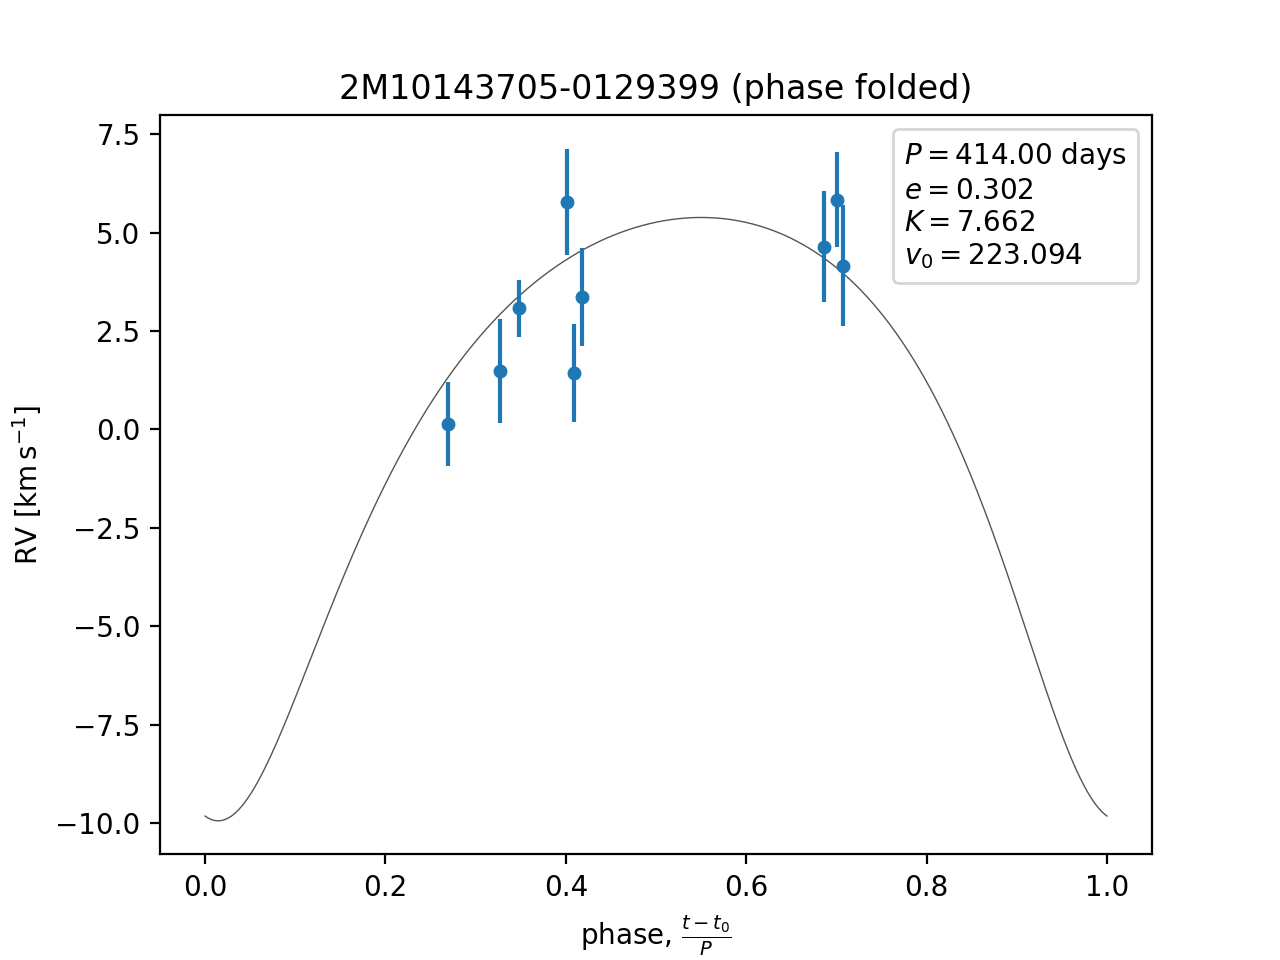 2M10143705-0129399 (phase folded)
P = 414.00 days
e = 0.302
K = 7.662
v₀ = 223.094
7.5
5.0
2.5
0.0
−2.5
−5.0
−7.5
−10.0
RV [km s⁻¹]
0.0 0.2 0.4 0.6 0.8 1.0
phase, (t − t₀)/P